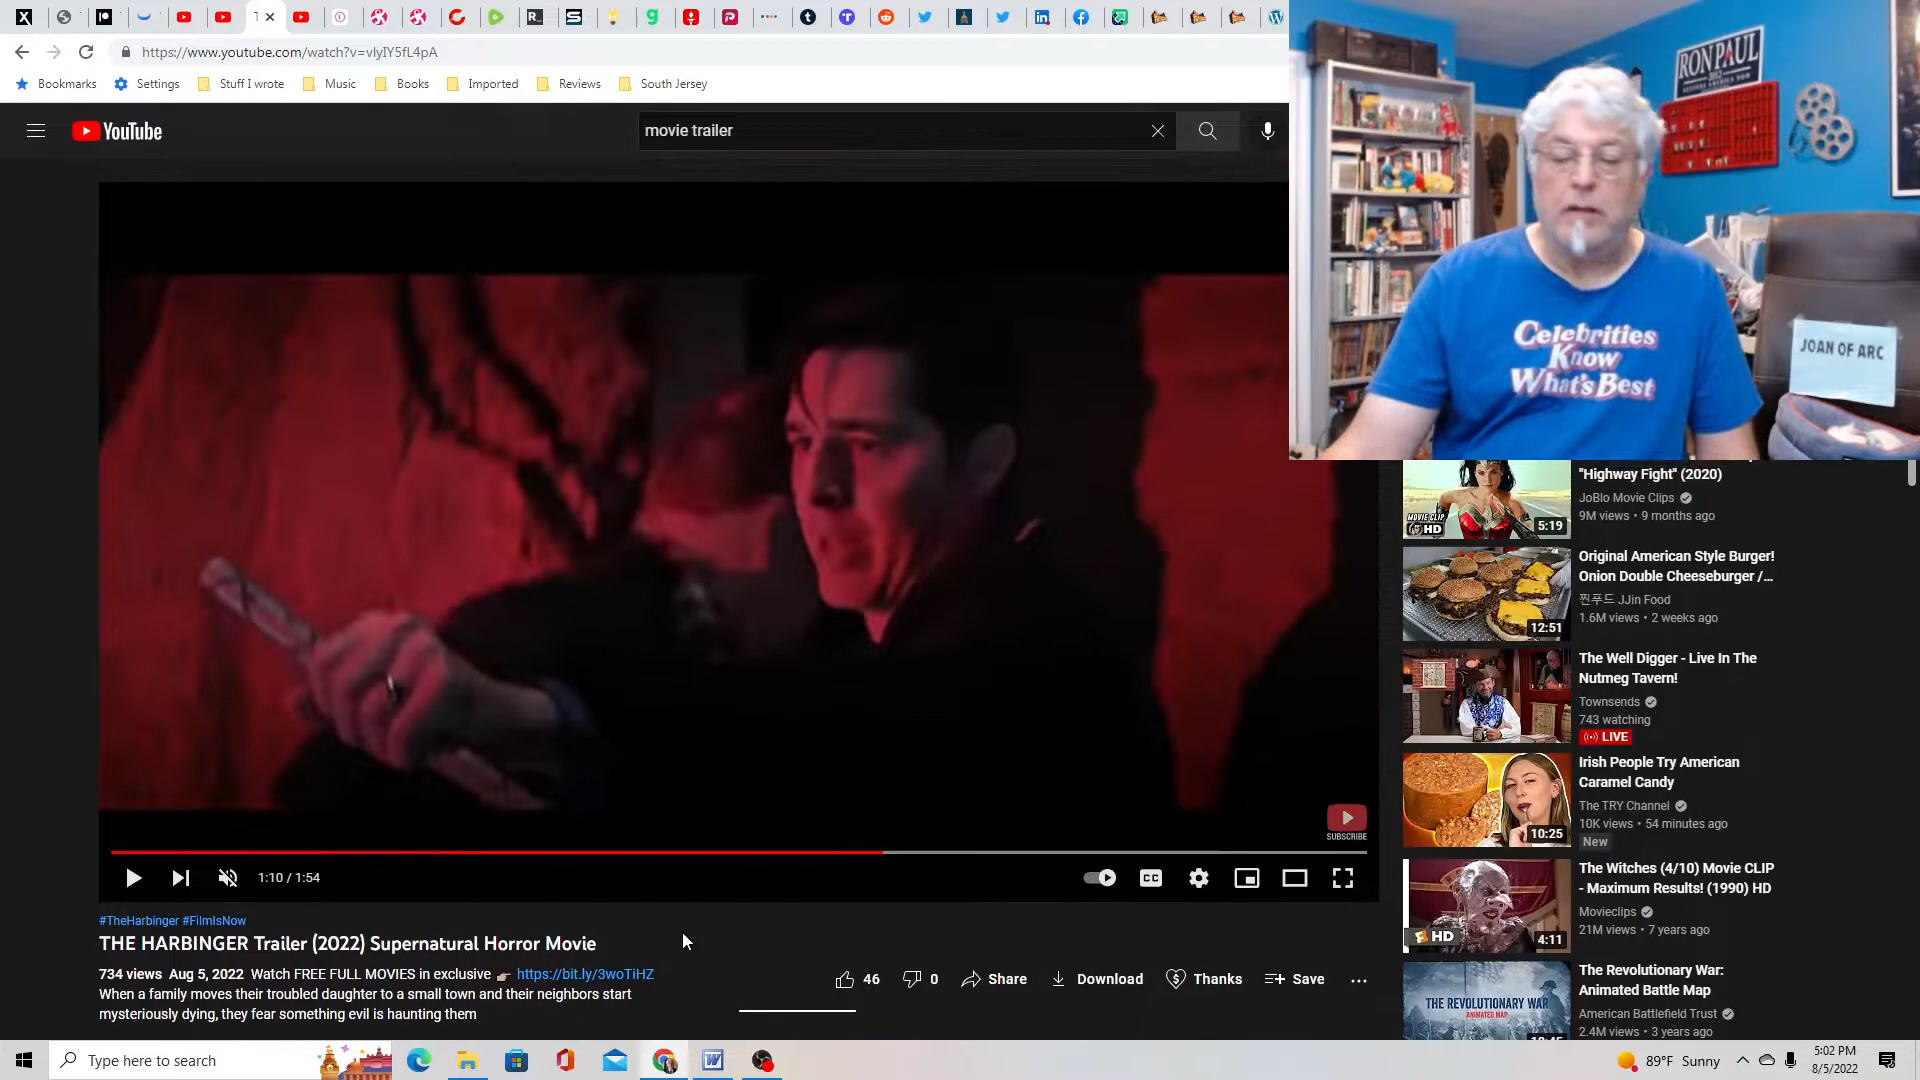 https://www.youtube.com/watch?v=vIyIY5fL4pA
Bookmarks
Settings
Stuff I wrote
Music
Books
Imported
Reviews
South Jersey
YouTube
movie trailer
RON PAUL
2012
Celebrities
Know
What's Best
JOAN OF ARC
SUBSCRIBE
1:10 / 1:54
CC
#TheHarbinger #FilmIsNow
THE HARBINGER Trailer (2022) Supernatural Horror Movie
734 views Aug 5, 2022 Watch FREE FULL MOVIES in exclusive https://bit.ly/3woTiHZ
When a family moves their troubled daughter to a small town and their neighbors start
mysteriously dying, they fear something evil is haunting them
46
0
Share
Download
Thanks
Save
MOVIE CLIP
HD
5:19
"Highway Fight" (2020)
JoBlo Movie Clips
9M views • 9 months ago
12:51
Original American Style Burger!
Onion Double Cheeseburger /...
찐푸드 JJin Food
1.6M views • 2 weeks ago
The Well Digger - Live In The
Nutmeg Tavern!
Townsends
743 watching
LIVE
10:25
Irish People Try American
Caramel Candy
The TRY Channel
10K views • 54 minutes ago
New
HD
4:11
The Witches (4/10) Movie CLIP
- Maximum Results! (1990) HD
Movieclips
21M views • 7 years ago
THE REVOLUTIONARY WAR
ANIMATED MAP
The Revolutionary War:
Animated Battle Map
American Battlefield Trust
2.4M views • 3 years ago
Type here to search
89°F Sunny
5:02 PM
8/5/2022